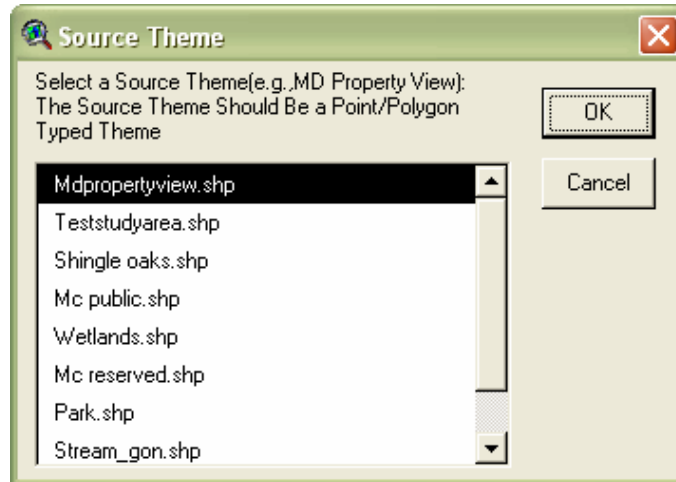 Source Theme
Select a Source Theme(e.g.,MD Property View):
The Source Theme Should Be a Point/Polygon
Typed Theme
OK
Cancel
Mdpropertyview.shp
Teststudyarea.shp
Shingle oaks.shp
Mc public.shp
Wetlands.shp
Mc reserved.shp
Park.shp
Stream_gon.shp